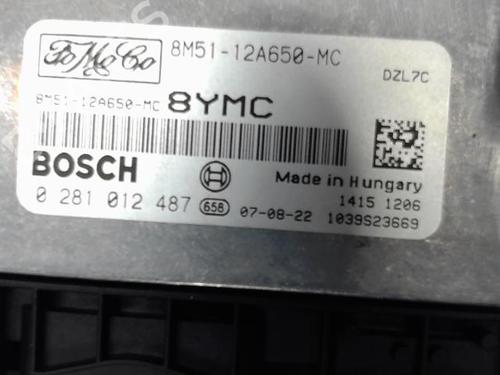 FoMoCo
8M51-12A650-MC
DZL7C
8M51-12A650-MC 8YMC
BOSCH
Made in Hungary
0 281 012 487 658 07-08-22
1415 1206
1039S23669